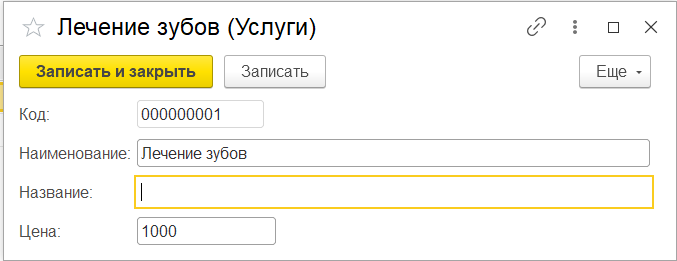 Лечение зубов (Услуги)
Записать и закрыть Записать Еще
Код: 000000001
Наименование: Лечение зубов
Название:
Цена: 1000